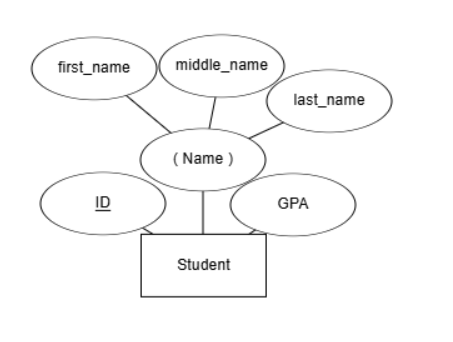 first_name
middle_name
last_name
( Name )
ID
GPA
Student